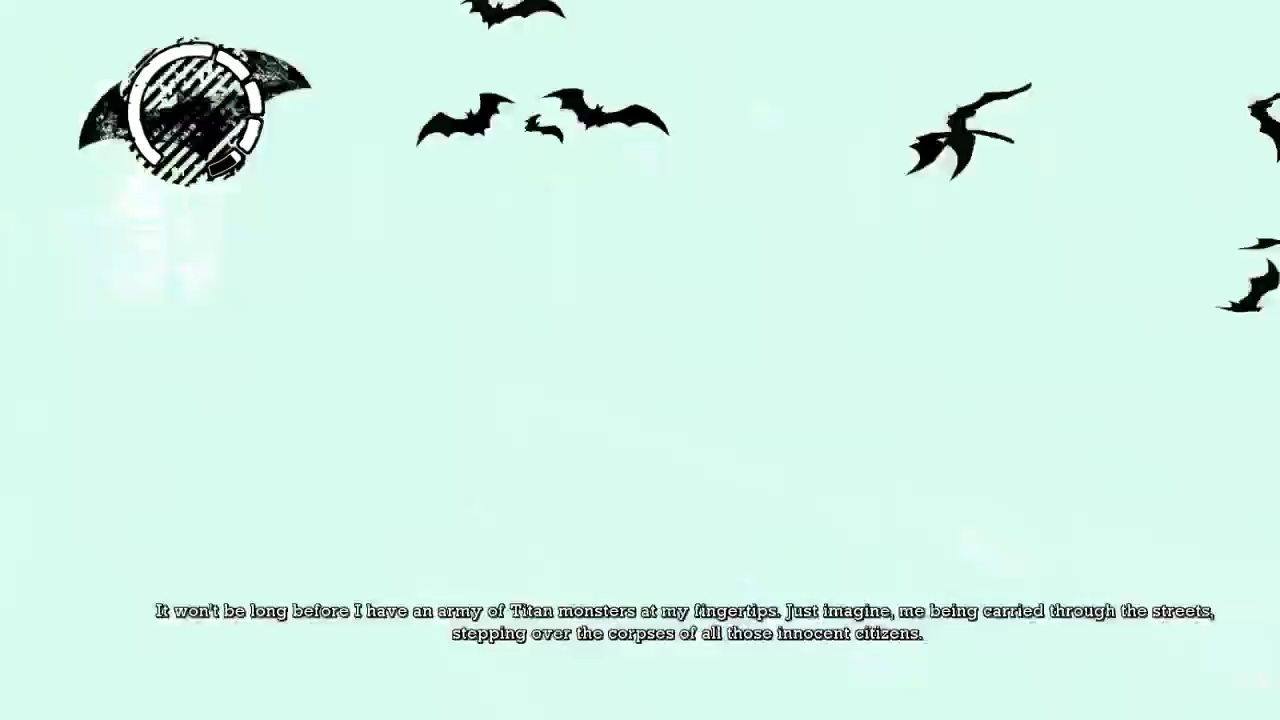 It won't be long before I have an army of Titan monsters at my fingertips. Just imagine, me being carried through the streets,
stepping over the corpses of all those innocent citizens.